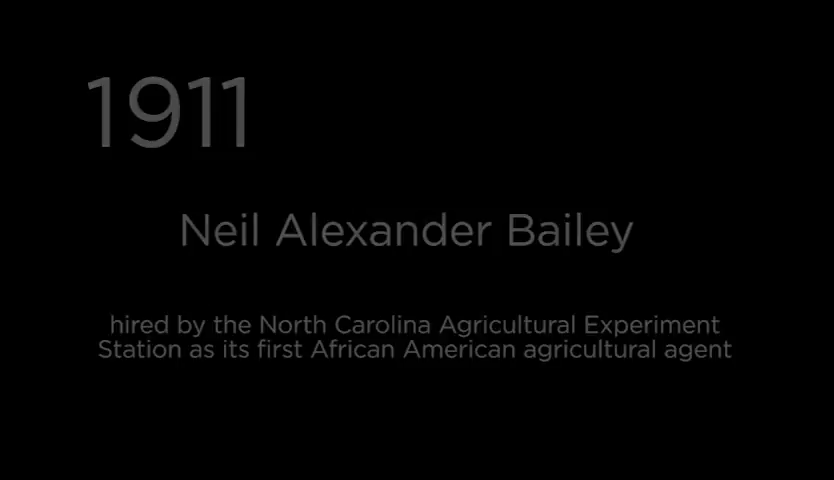 1911
Neil Alexander Bailey
hired by the North Carolina Agricultural Experiment
Station as its first African American agricultural agent